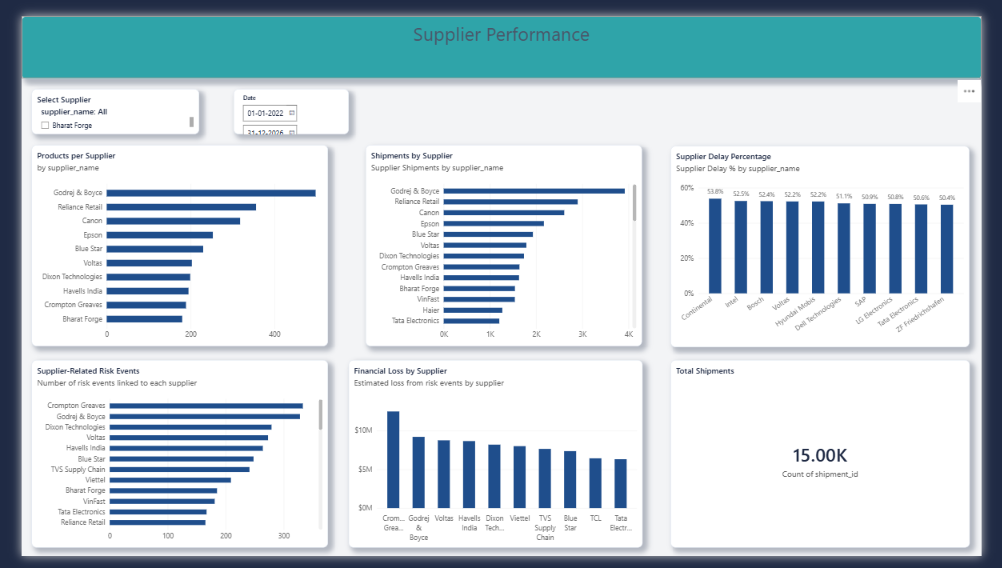 Supplier Performance
Select Supplier
supplier_name: All
Bharat Forge
Date
01-01-2022
31-12-2026
Products per Supplier
by supplier_name
Godrej & Boyce
Reliance Retail
Canon
Epson
Blue Star
Voltas
Dixon Technologies
Havells India
Crompton Greaves
Bharat Forge
0 200 400
Shipments by Supplier
Supplier Shipments by supplier_name
Godrej & Boyce
Reliance Retail
Canon
Epson
Blue Star
Voltas
Dixon Technologies
Crompton Greaves
Havells India
Bharat Forge
VinFast
Haier
Tata Electronics
0K 1K 2K 3K 4K
Supplier Delay Percentage
Supplier Delay % by supplier_name
60%
40%
20%
0%
53.8% 52.5% 52.4% 52.2% 52.2% 51.1% 50.9% 50.8% 50.6% 50.4%
Continental
Intel
Bosch
Voltas
Hyundai Mobis
Dell Technologies
SAP
LG Electronics
Tata Electronics
ZF Friedrichshafen
Supplier-Related Risk Events
Number of risk events linked to each supplier
Crompton Greaves
Godrej & Boyce
Dixon Technologies
Voltas
Havells India
Blue Star
TVS Supply Chain
Viettel
Bharat Forge
VinFast
Tata Electronics
Reliance Retail
0 100 200 300
Financial Loss by Supplier
Estimated loss from risk events by supplier
$10M
$5M
$0M
Crom... Godrej Voltas Havells Dixon Viettel TVS Blue TCL Tata
Grea... & India Tech... Supply Star Electr...
Boyce Chain
Total Shipments
15.00K
Count of shipment_id